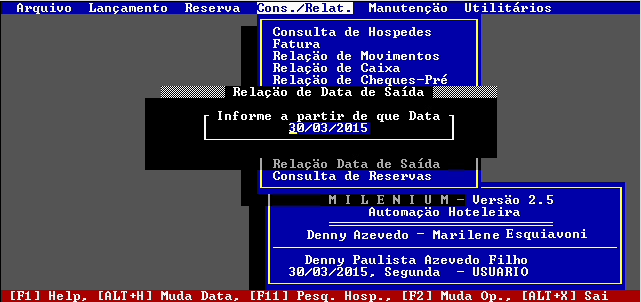 Arquivo Lançamento Reserva Cons./Relat. Manutenção Utilitários
Consulta de Hospedes
Fatura
Relação de Movimentos
Relação de Caixa
Relação de Cheques-Pré
Relação de Data de Saída
Informe a partir de que Data
30/03/2015
Relação Data de Saída
Consulta de Reservas
M I L E N I U M - Versão 2.5
Automação Hoteleira
Denny Azevedo - Marilene Esquiavoni
Denny Paulista Azevedo Filho
30/03/2015, Segunda - USUARIO
[F1] Help, [ALT+H] Muda Data, [F11] Pesq. Hosp., [F2] Muda Op., [ALT+X] Sai